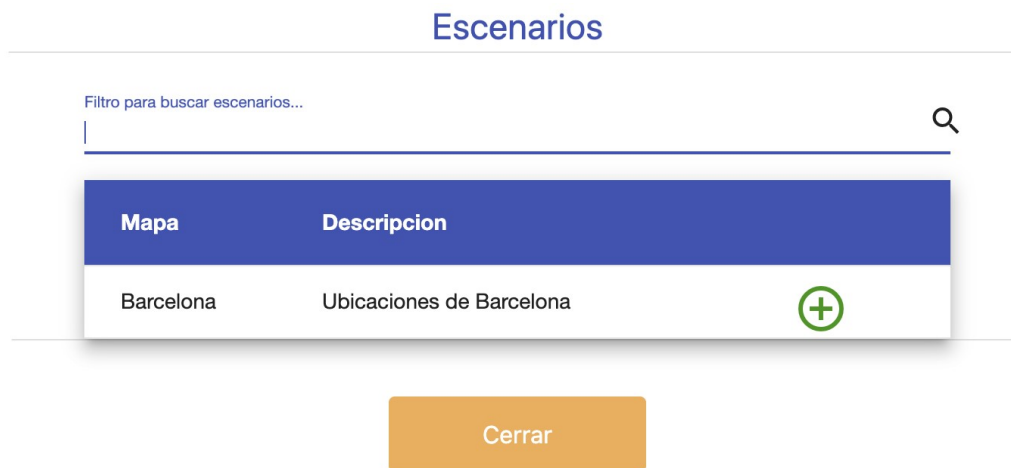 Escenarios
Filtro para buscar escenarios...
Mapa Descripcion
Barcelona Ubicaciones de Barcelona
Cerrar